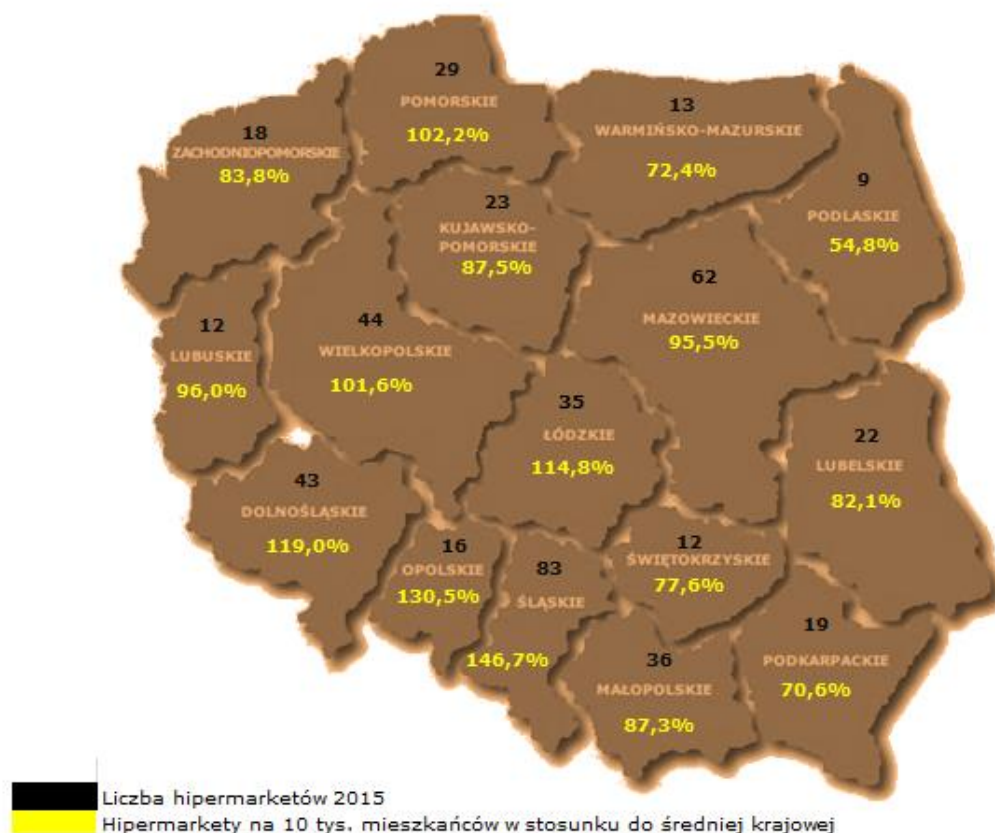 29
POMORSKIE
102,2%
18
ZACHODNIOPOMORSKIE
83,8%
13
WARMIŃSKO-MAZURSKIE
72,4%
9
PODLASKIE
54,8%
23
KUJAWSKO-
POMORSKIE
87,5%
62
MAZOWIECKIE
95,5%
12
LUBUSKIE
96,0%
44
WIELKOPOLSKIE
101,6%
35
ŁÓDZKIE
114,8%
22
LUBELSKIE
82,1%
43
DOLNOŚLĄSKIE
119,0%
16
OPOLSKIE
130,5%
83
ŚLĄSKIE
146,7%
12
ŚWIĘTOKRZYSKIE
77,6%
36
MAŁOPOLSKIE
87,3%
19
PODKARPACKIE
70,6%
Liczba hipermarketów 2015
Hipermarkety na 10 tys. mieszkańców w stosunku do średniej krajowej